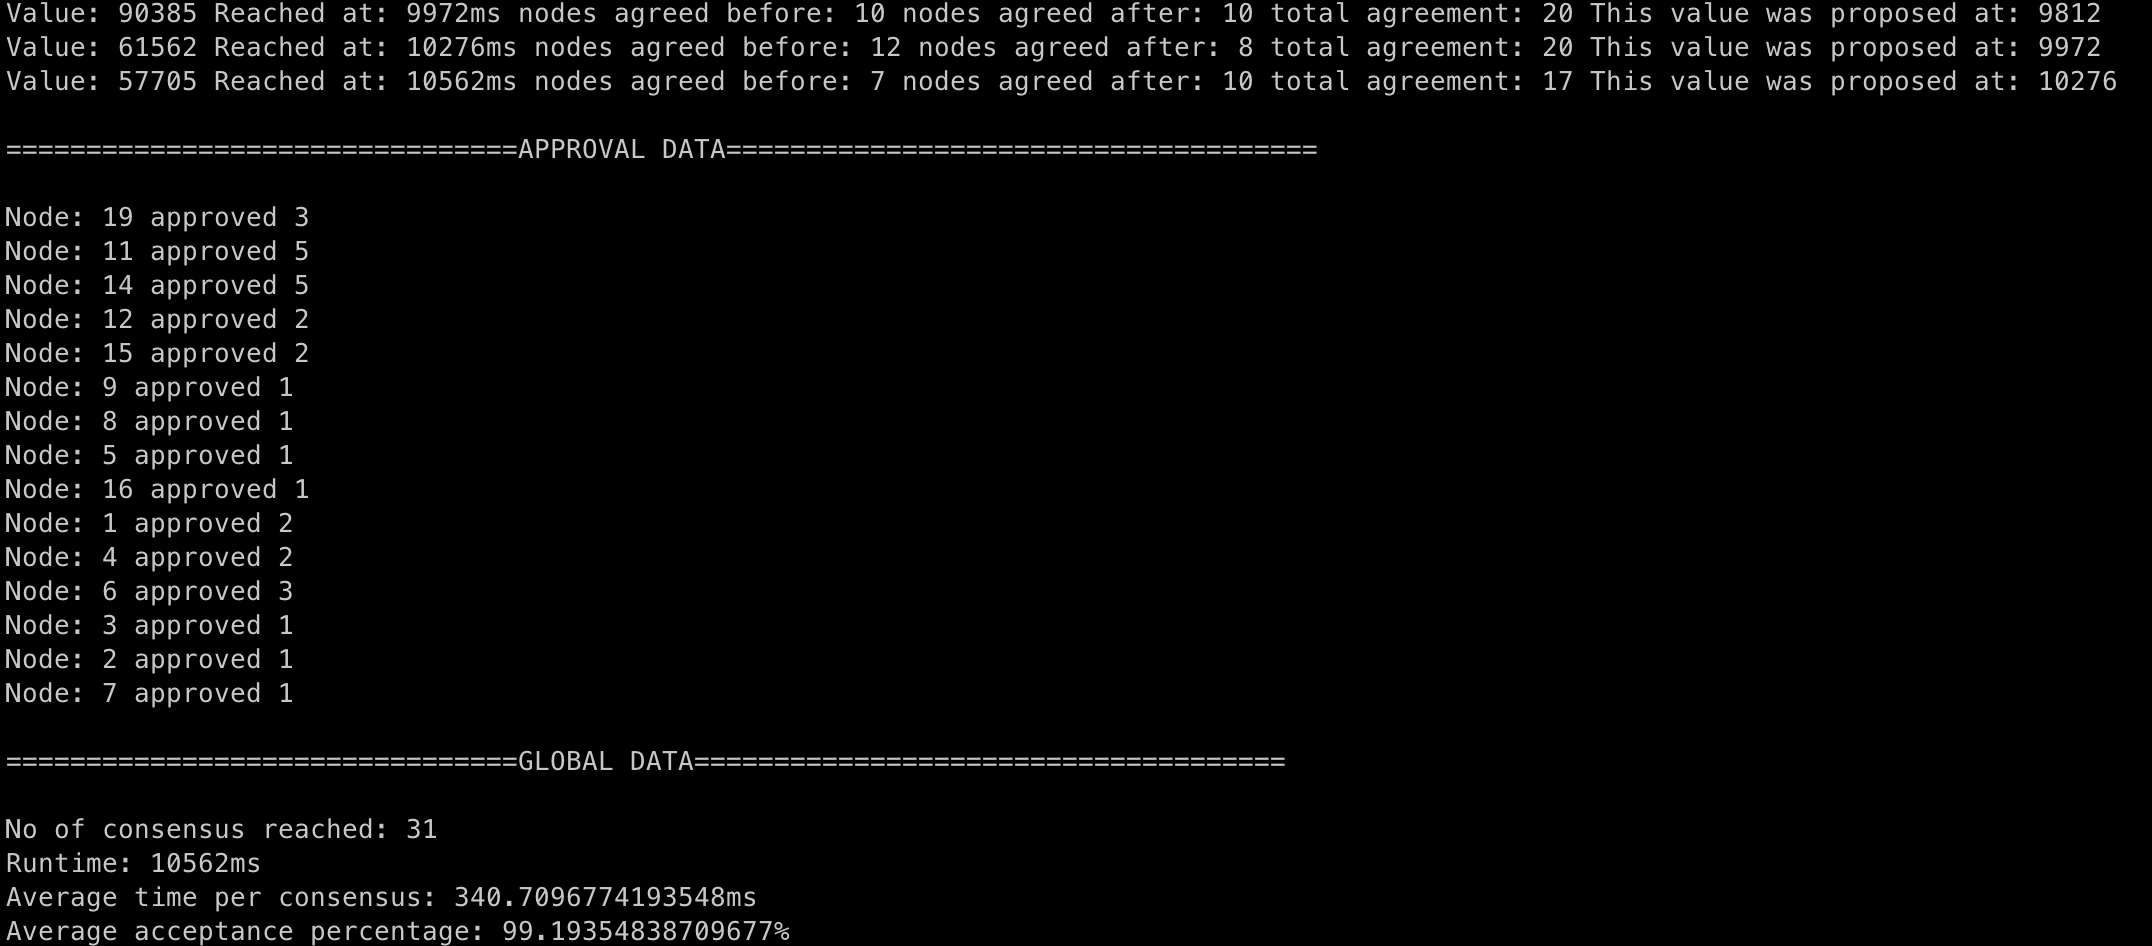 Value: 90385 Reached at: 9972ms nodes agreed before: 10 nodes agreed after: 10 total agreement: 20 This value was proposed at: 9812
Value: 61562 Reached at: 10276ms nodes agreed before: 12 nodes agreed after: 8 total agreement: 20 This value was proposed at: 9972
Value: 57705 Reached at: 10562ms nodes agreed before: 7 nodes agreed after: 10 total agreement: 17 This value was proposed at: 10276
================================APPROVAL DATA=====================================
Node: 19 approved 3
Node: 11 approved 5
Node: 14 approved 5
Node: 12 approved 2
Node: 15 approved 2
Node: 9 approved 1
Node: 8 approved 1
Node: 5 approved 1
Node: 16 approved 1
Node: 1 approved 2
Node: 4 approved 2
Node: 6 approved 3
Node: 3 approved 1
Node: 2 approved 1
Node: 7 approved 1
================================GLOBAL DATA=====================================
No of consensus reached: 31
Runtime: 10562ms
Average time per consensus: 340.7096774193548ms
Average acceptance percentage: 99.19354838709677%